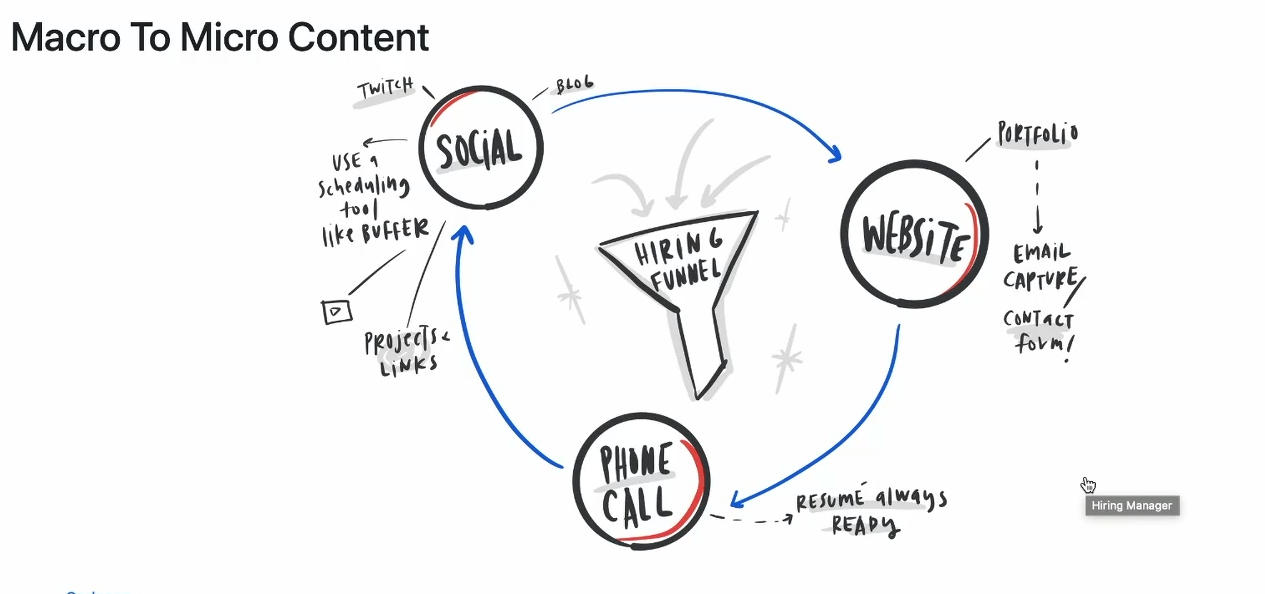 Macro To Micro Content
TWiTCH
BLOG
SOCiAL
USE a
scheduling
tool
like BUFFER
PROJECTS &
LiNKS
HIRING
FUNNEL
WEBSiTE
PORTFOLiO
EMAIL
CAPTURE/
CONTACT
form!
PHONE
CALL
RESUMÉ always
READY
Hiring Manager